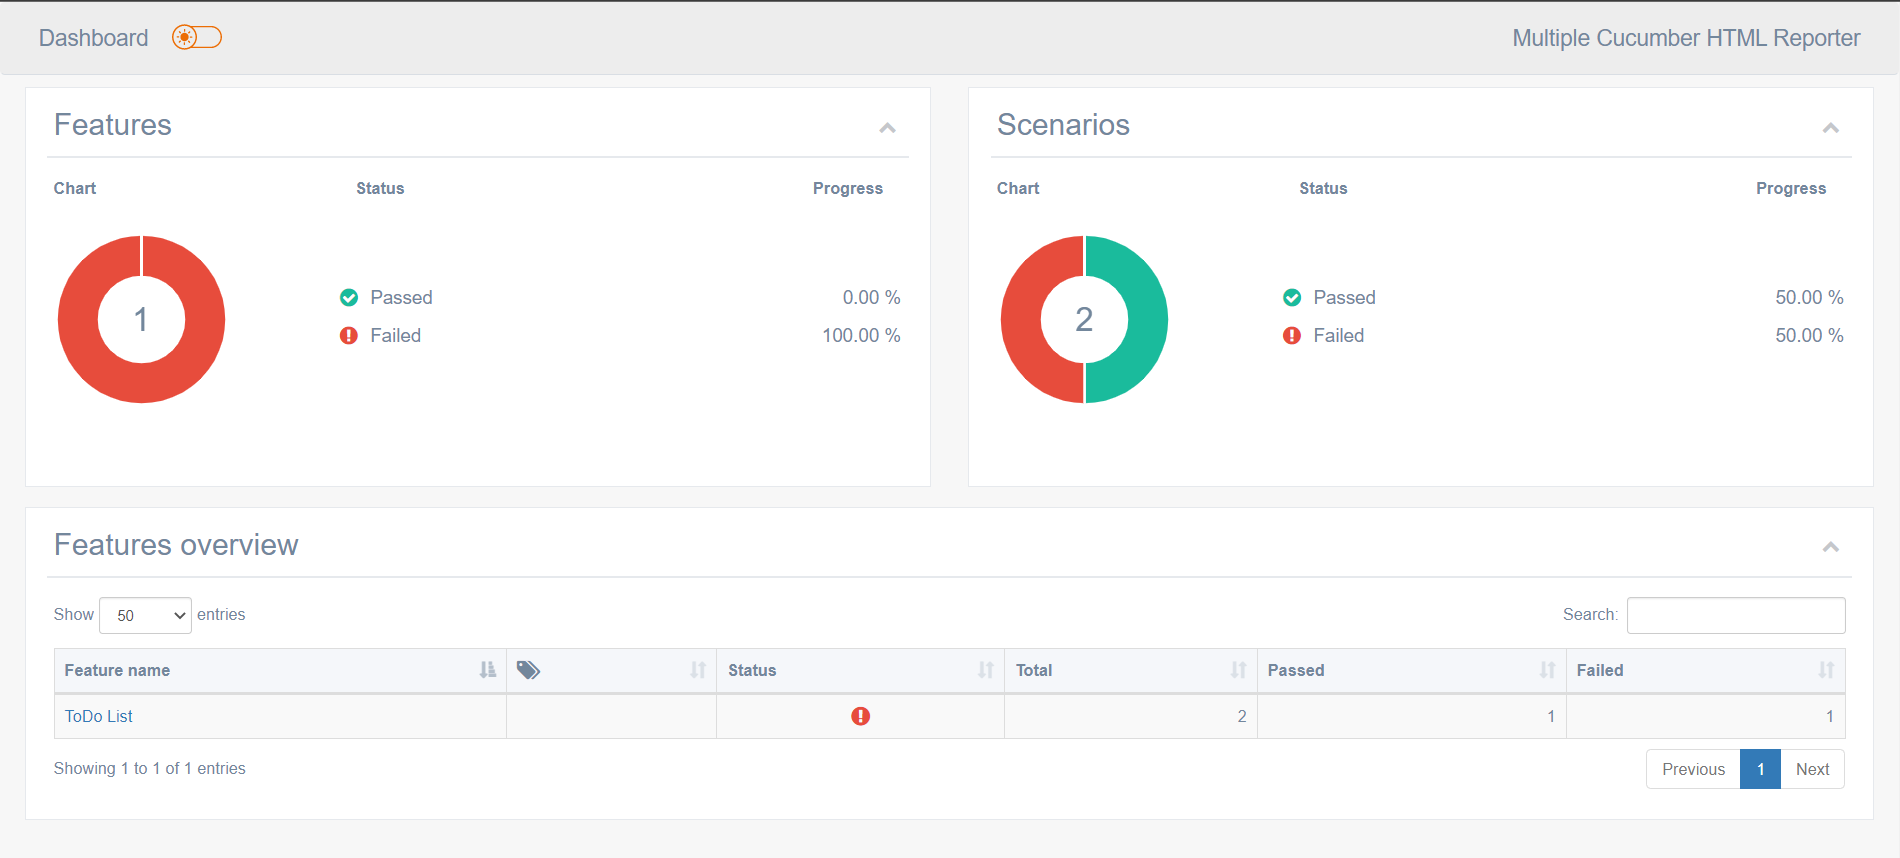 Dashboard
Multiple Cucumber HTML Reporter
Features
Chart Status Progress
1
Passed 0.00 %
Failed 100.00 %
Scenarios
Chart Status Progress
2
Passed 50.00 %
Failed 50.00 %
Features overview
Show 50 entries
Search:
Feature name Status Total Passed Failed
ToDo List 2 1 1
Showing 1 to 1 of 1 entries
Previous 1 Next